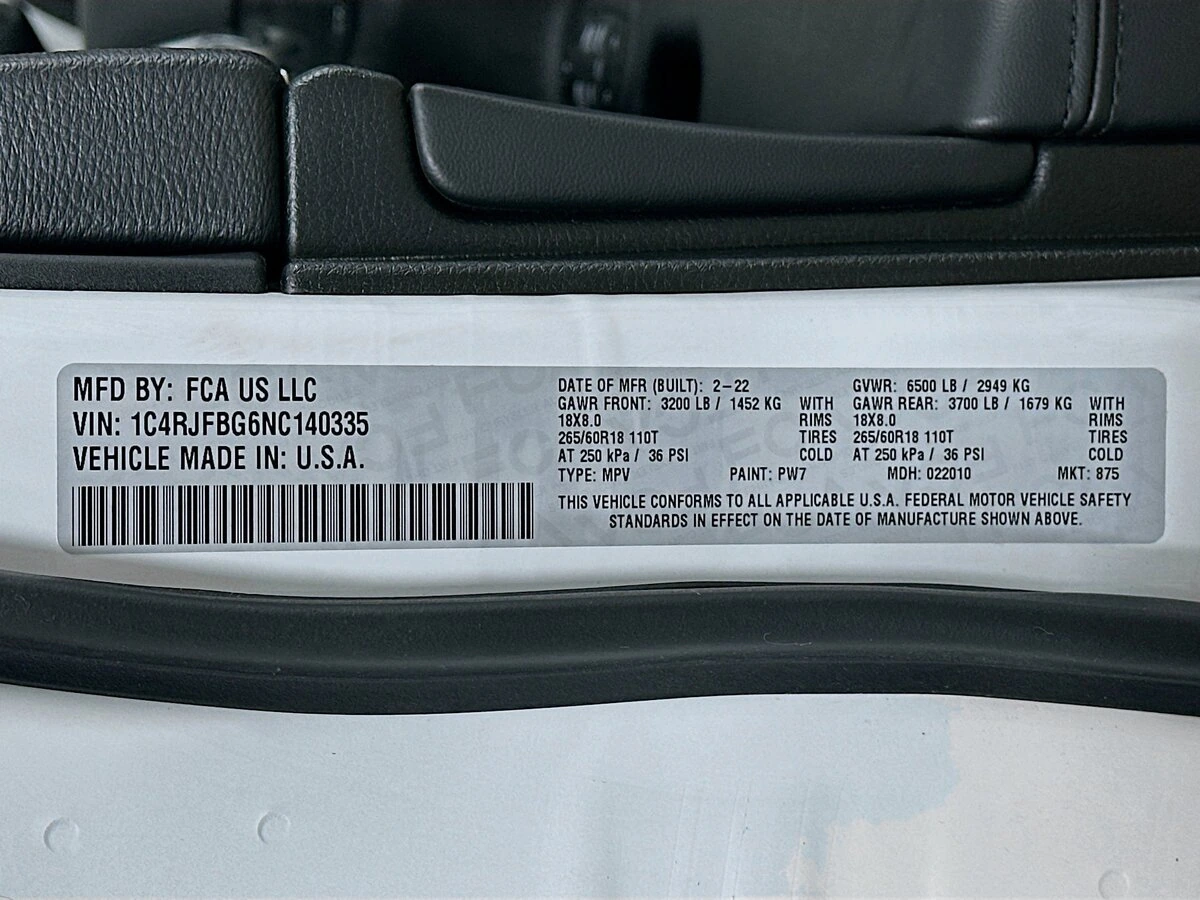 MFD BY: FCA US LLC
VIN: 1C4RJFBG6NC140335
VEHICLE MADE IN: U.S.A.
DATE OF MFR (BUILT): 2-22 GVWR: 6500 LB / 2949 KG
GAWR FRONT: 3200 LB / 1452 KG WITH GAWR REAR: 3700 LB / 1679 KG WITH
18X8.0 RIMS 18X8.0 RIMS
265/60R18 110T TIRES 265/60R18 110T TIRES
AT 250 kPa / 36 PSI COLD AT 250 kPa / 36 PSI COLD
TYPE: MPV PAINT: PW7 MDH: 022010 MKT: 875
THIS VEHICLE CONFORMS TO ALL APPLICABLE U.S.A. FEDERAL MOTOR VEHICLE SAFETY
STANDARDS IN EFFECT ON THE DATE OF MANUFACTURE SHOWN ABOVE.